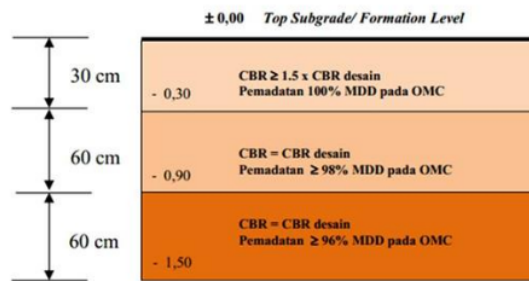 ± 0,00 Top Subgrade/ Formation Level
30 cm
CBR ≥ 1.5 x CBR desain
Pemadatan 100% MDD pada OMC
- 0,30
60 cm
CBR = CBR desain
Pemadatan ≥ 98% MDD pada OMC
- 0,90
60 cm
CBR = CBR desain
Pemadatan ≥ 96% MDD pada OMC
- 1,50